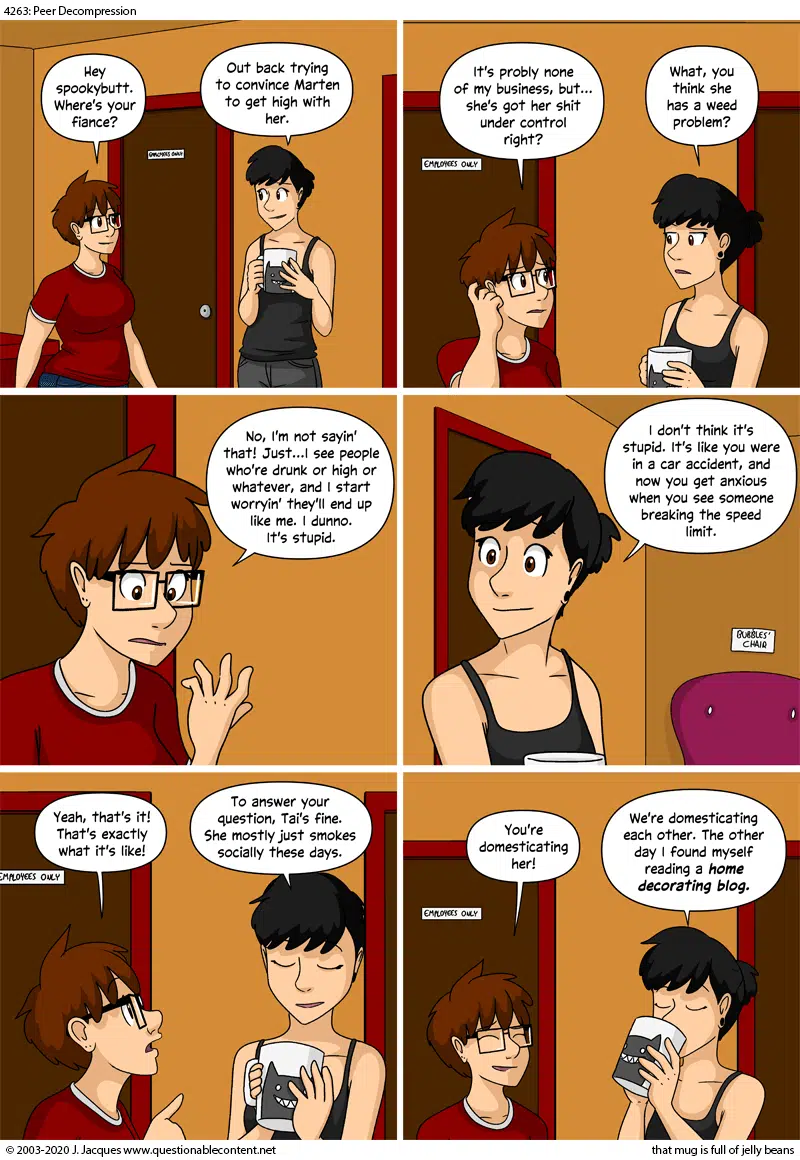 4263: Peer Decompression
Hey
spookybutt.
Where's your
fiance?
Out back trying
to convince Marten
to get high with
her.
EMPLOYEES ONLY
It's probly none
of my business, but...
she's got her shit
under control
right?
What, you
think she
has a weed
problem?
EMPLOYEES ONLY
No, I'm not sayin'
that! Just...I see people
who're drunk or high or
whatever, and I start
worryin' they'll end up
like me. I dunno.
It's stupid.
I don't think it's
stupid. It's like you were
in a car accident, and
now you get anxious
when you see someone
breaking the speed
limit.
BUBBLES'
CHAIR
Yeah, that's it!
That's exactly
what it's like!
To answer your
question, Tai's fine.
She mostly just smokes
socially these days.
EMPLOYEES ONLY
You're
domesticating
her!
We're domesticating
each other. The other
day I found myself
reading a home
decorating blog.
EMPLOYEES ONLY
© 2003-2020 J. Jacques www.questionablecontent.net
that mug is full of jelly beans